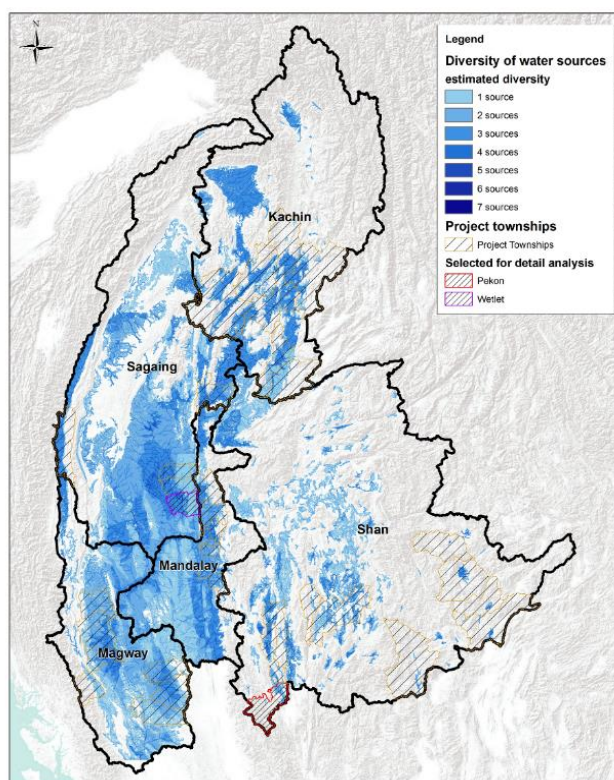 N
Legend
Diversity of water sources
estimated diversity
1 source
2 sources
3 sources
4 sources
5 sources
6 sources
7 sources
Project townships
Project Townships
Selected for detail analysis
Pekon
Wetlet
Kachin
Sagaing
Shan
Mandalay
Magway